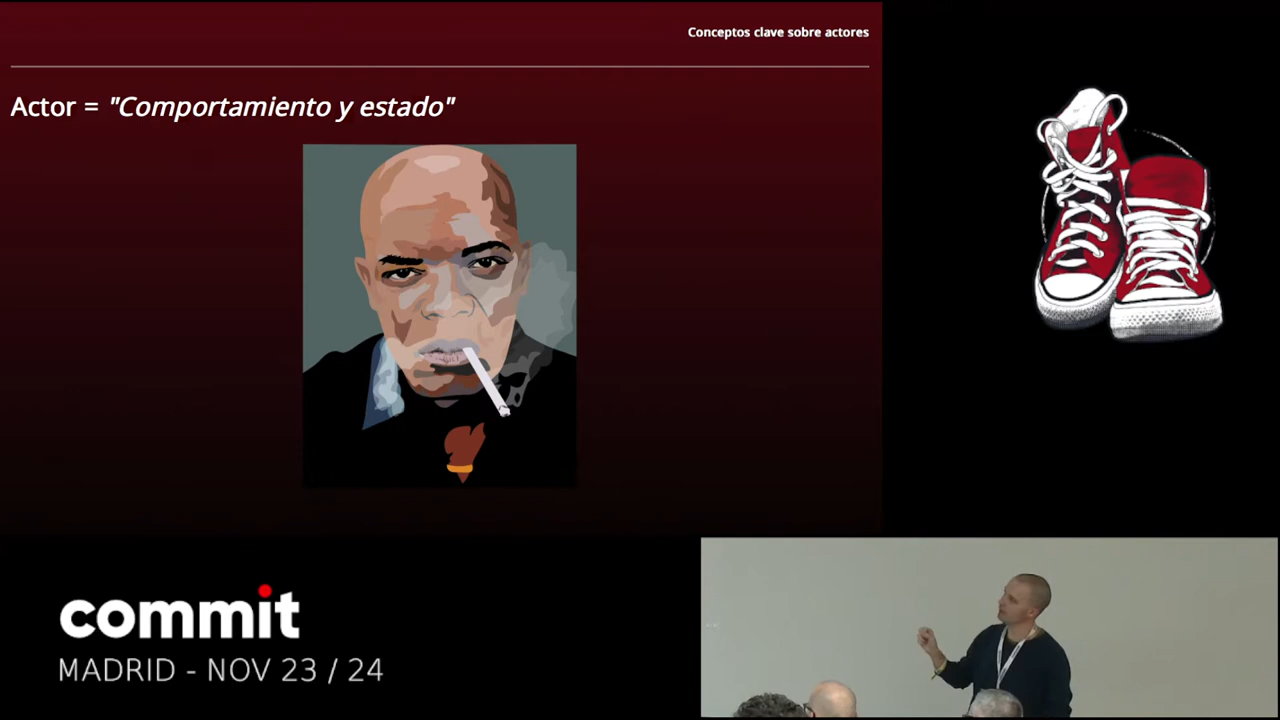 Conceptos clave sobre actores
Actor = "Comportamiento y estado"
commit
MADRID - NOV 23 / 24